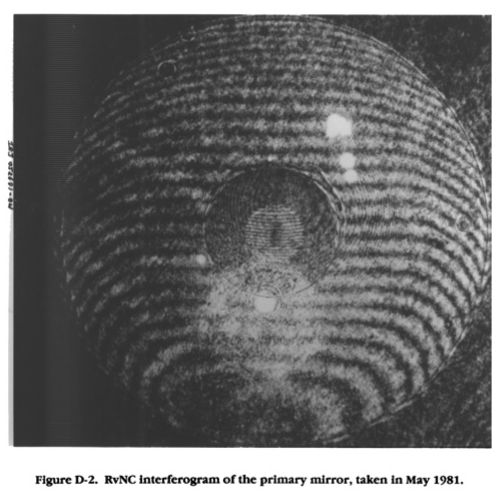 Figure D-2. RvNC interferogram of the primary mirror, taken in May 1981.